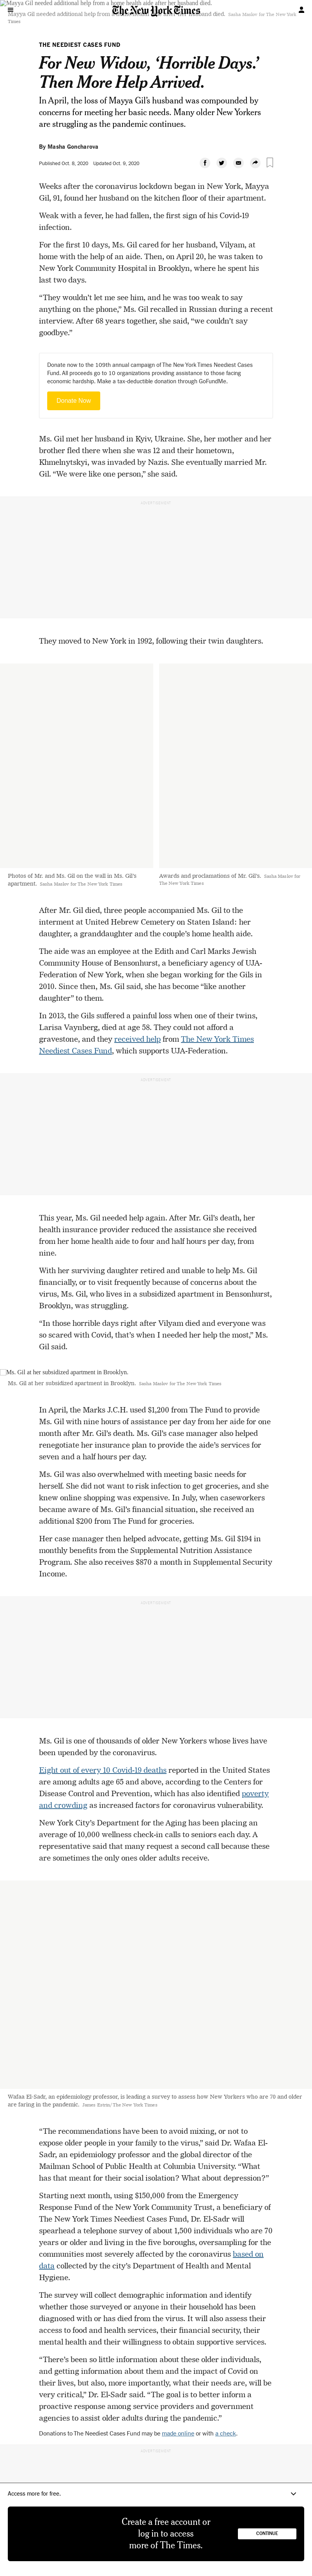 Mayya Gil needed additional help from a home health aide after her husband died.
The New York Times
Mayya Gil needed additional help from a home health aide after her husband died. Sasha Maslov for The New York Times
THE NEEDIEST CASES FUND
For New Widow, ‘Horrible Days.’
Then More Help Arrived.
In April, the loss of Mayya Gil’s husband was compounded by
concerns for meeting her basic needs. Many older New Yorkers
are struggling as the pandemic continues.
By Masha Goncharova
Published Oct. 8, 2020 Updated Oct. 9, 2020
Weeks after the coronavirus lockdown began in New York, Mayya
Gil, 91, found her husband on the kitchen floor of their apartment.
Weak with a fever, he had fallen, the first sign of his Covid-19
infection.
For the first 10 days, Ms. Gil cared for her husband, Vilyam, at
home with the help of an aide. Then on April 20, he was taken to
New York Community Hospital in Brooklyn, where he spent his
last two days.
“They wouldn’t let me see him, and he was too weak to say
anything on the phone,” Ms. Gil recalled in Russian during a recent
interview. After 68 years together, she said, “we couldn’t say
goodbye.”
Donate now to the 109th annual campaign of The New York Times Neediest Cases
Fund. All proceeds go to 10 organizations providing assistance to those facing
economic hardship. Make a tax-deductible donation through GoFundMe.
Donate Now
Ms. Gil met her husband in Kyiv, Ukraine. She, her mother and her
brother fled there when she was 12 and their hometown,
Khmelnytskyi, was invaded by Nazis. She eventually married Mr.
Gil. “We were like one person,” she said.
ADVERTISEMENT
They moved to New York in 1992, following their twin daughters.
Photos of Mr. and Ms. Gil on the wall in Ms. Gil’s
apartment. Sasha Maslov for The New York Times
Awards and proclamations of Mr. Gil’s. Sasha Maslov for
The New York Times
After Mr. Gil died, three people accompanied Ms. Gil to the
interment at United Hebrew Cemetery on Staten Island: her
daughter, a granddaughter and the couple’s home health aide.
The aide was an employee at the Edith and Carl Marks Jewish
Community House of Bensonhurst, a beneficiary agency of UJA-
Federation of New York, when she began working for the Gils in
2010. Since then, Ms. Gil said, she has become “like another
daughter” to them.
In 2013, the Gils suffered a painful loss when one of their twins,
Larisa Vaynberg, died at age 58. They could not afford a
gravestone, and they received help from The New York Times
Neediest Cases Fund, which supports UJA-Federation.
ADVERTISEMENT
This year, Ms. Gil needed help again. After Mr. Gil’s death, her
health insurance provider reduced the assistance she received
from her home health aide to four and half hours per day, from
nine.
With her surviving daughter retired and unable to help Ms. Gil
financially, or to visit frequently because of concerns about the
virus, Ms. Gil, who lives in a subsidized apartment in Bensonhurst,
Brooklyn, was struggling.
“In those horrible days right after Vilyam died and everyone was
so scared with Covid, that’s when I needed her help the most,” Ms.
Gil said.
Ms. Gil at her subsidized apartment in Brooklyn.
Ms. Gil at her subsidized apartment in Brooklyn. Sasha Maslov for The New York Times
In April, the Marks J.C.H. used $1,200 from The Fund to provide
Ms. Gil with nine hours of assistance per day from her aide for one
month after Mr. Gil’s death. Ms. Gil’s case manager also helped
renegotiate her insurance plan to provide the aide’s services for
seven and a half hours per day.
Ms. Gil was also overwhelmed with meeting basic needs for
herself. She did not want to risk infection to get groceries, and she
knew online shopping was expensive. In July, when caseworkers
became aware of Ms. Gil’s financial situation, she received an
additional $200 from The Fund for groceries.
Her case manager then helped advocate, getting Ms. Gil $194 in
monthly benefits from the Supplemental Nutrition Assistance
Program. She also receives $870 a month in Supplemental Security
Income.
ADVERTISEMENT
Ms. Gil is one of thousands of older New Yorkers whose lives have
been upended by the coronavirus.
Eight out of every 10 Covid-19 deaths reported in the United States
are among adults age 65 and above, according to the Centers for
Disease Control and Prevention, which has also identified poverty
and crowding as increased factors for coronavirus vulnerability.
New York City’s Department for the Aging has been placing an
average of 10,000 wellness check-in calls to seniors each day. A
representative said that many request a second call because these
are sometimes the only ones older adults receive.
Wafaa El-Sadr, an epidemiology professor, is leading a survey to assess how New Yorkers who are 70 and older
are faring in the pandemic. James Estrin/The New York Times
“The recommendations have been to avoid mixing, or not to
expose older people in your family to the virus,” said Dr. Wafaa El-
Sadr, an epidemiology professor and the global director of the
Mailman School of Public Health at Columbia University. “What
has that meant for their social isolation? What about depression?”
Starting next month, using $150,000 from the Emergency
Response Fund of the New York Community Trust, a beneficiary of
The New York Times Neediest Cases Fund, Dr. El-Sadr will
spearhead a telephone survey of about 1,500 individuals who are 70
years or older and living in the five boroughs, oversampling for the
communities most severely affected by the coronavirus based on
data collected by the city’s Department of Health and Mental
Hygiene.
The survey will collect demographic information and identify
whether those surveyed or anyone in their household has been
diagnosed with or has died from the virus. It will also assess their
access to food and health services, their financial security, their
mental health and their willingness to obtain supportive services.
“There’s been so little information about these older individuals,
and getting information about them and the impact of Covid on
their lives, but also, more importantly, what their needs are, will be
very critical,” Dr. El-Sadr said. “The goal is to better inform a
proactive response among service providers and government
agencies to assist older adults during the pandemic.”
Donations to The Neediest Cases Fund may be made online or with a check.
ADVERTISEMENT
Access more for free.
Create a free account or
log in to access
more of The Times.
CONTINUE